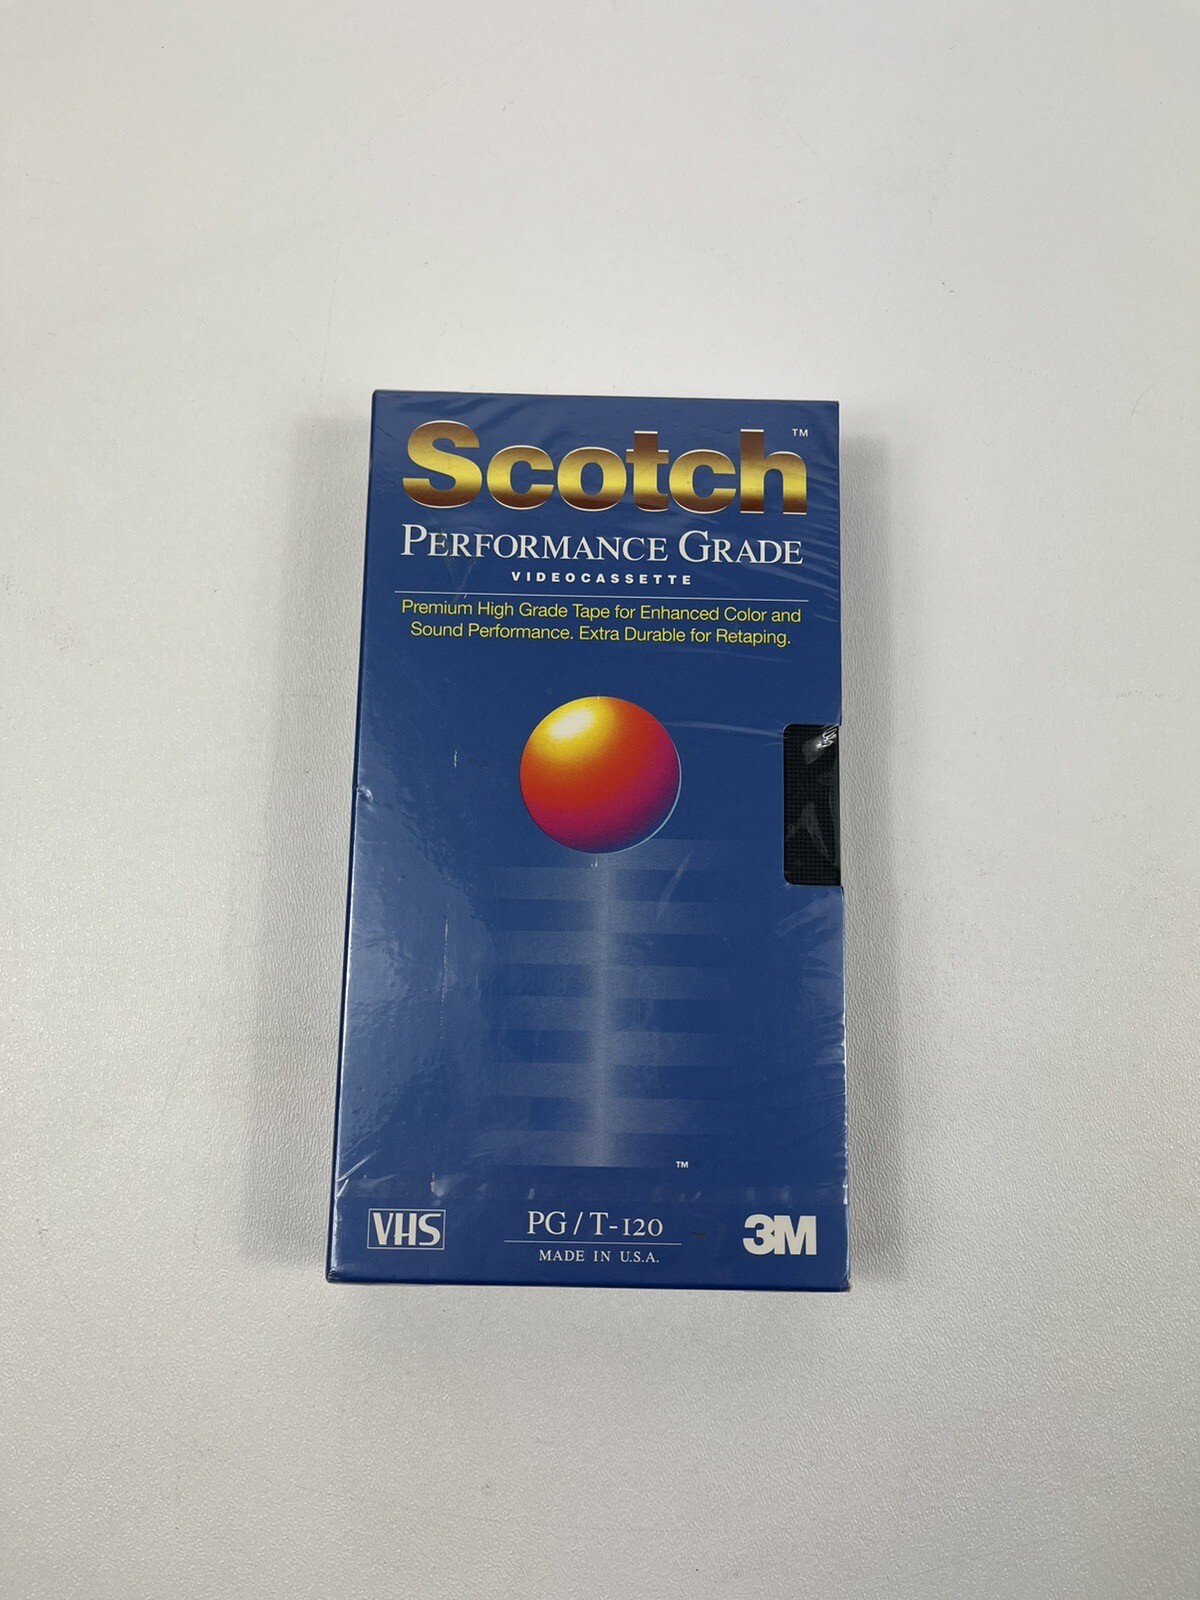 Scotch™
PERFORMANCE GRADE
VIDEOCASSETTE
Premium High Grade Tape for Enhanced Color and
Sound Performance. Extra Durable for Retaping.
™
VHS
PG/T-120
MADE IN U.S.A.
3M